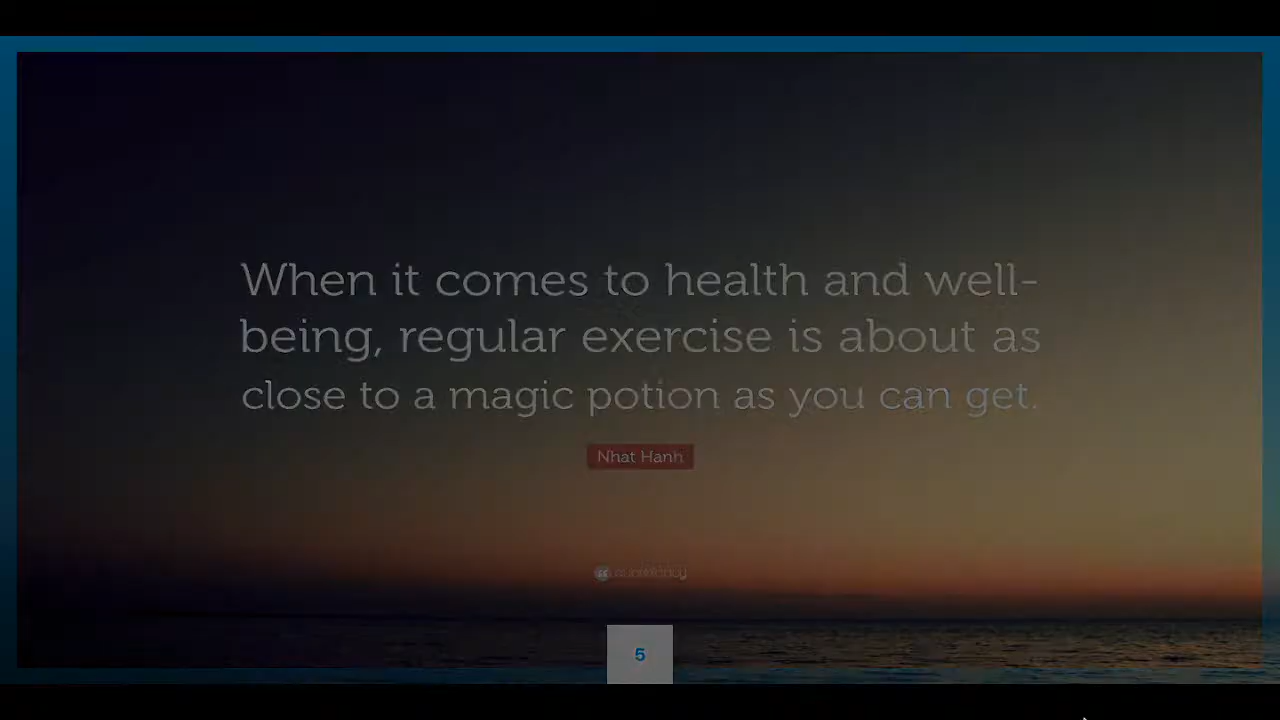 When it comes to health and well-
being, regular exercise is about as
close to a magic potion as you can get.
Nhat Hanh
5